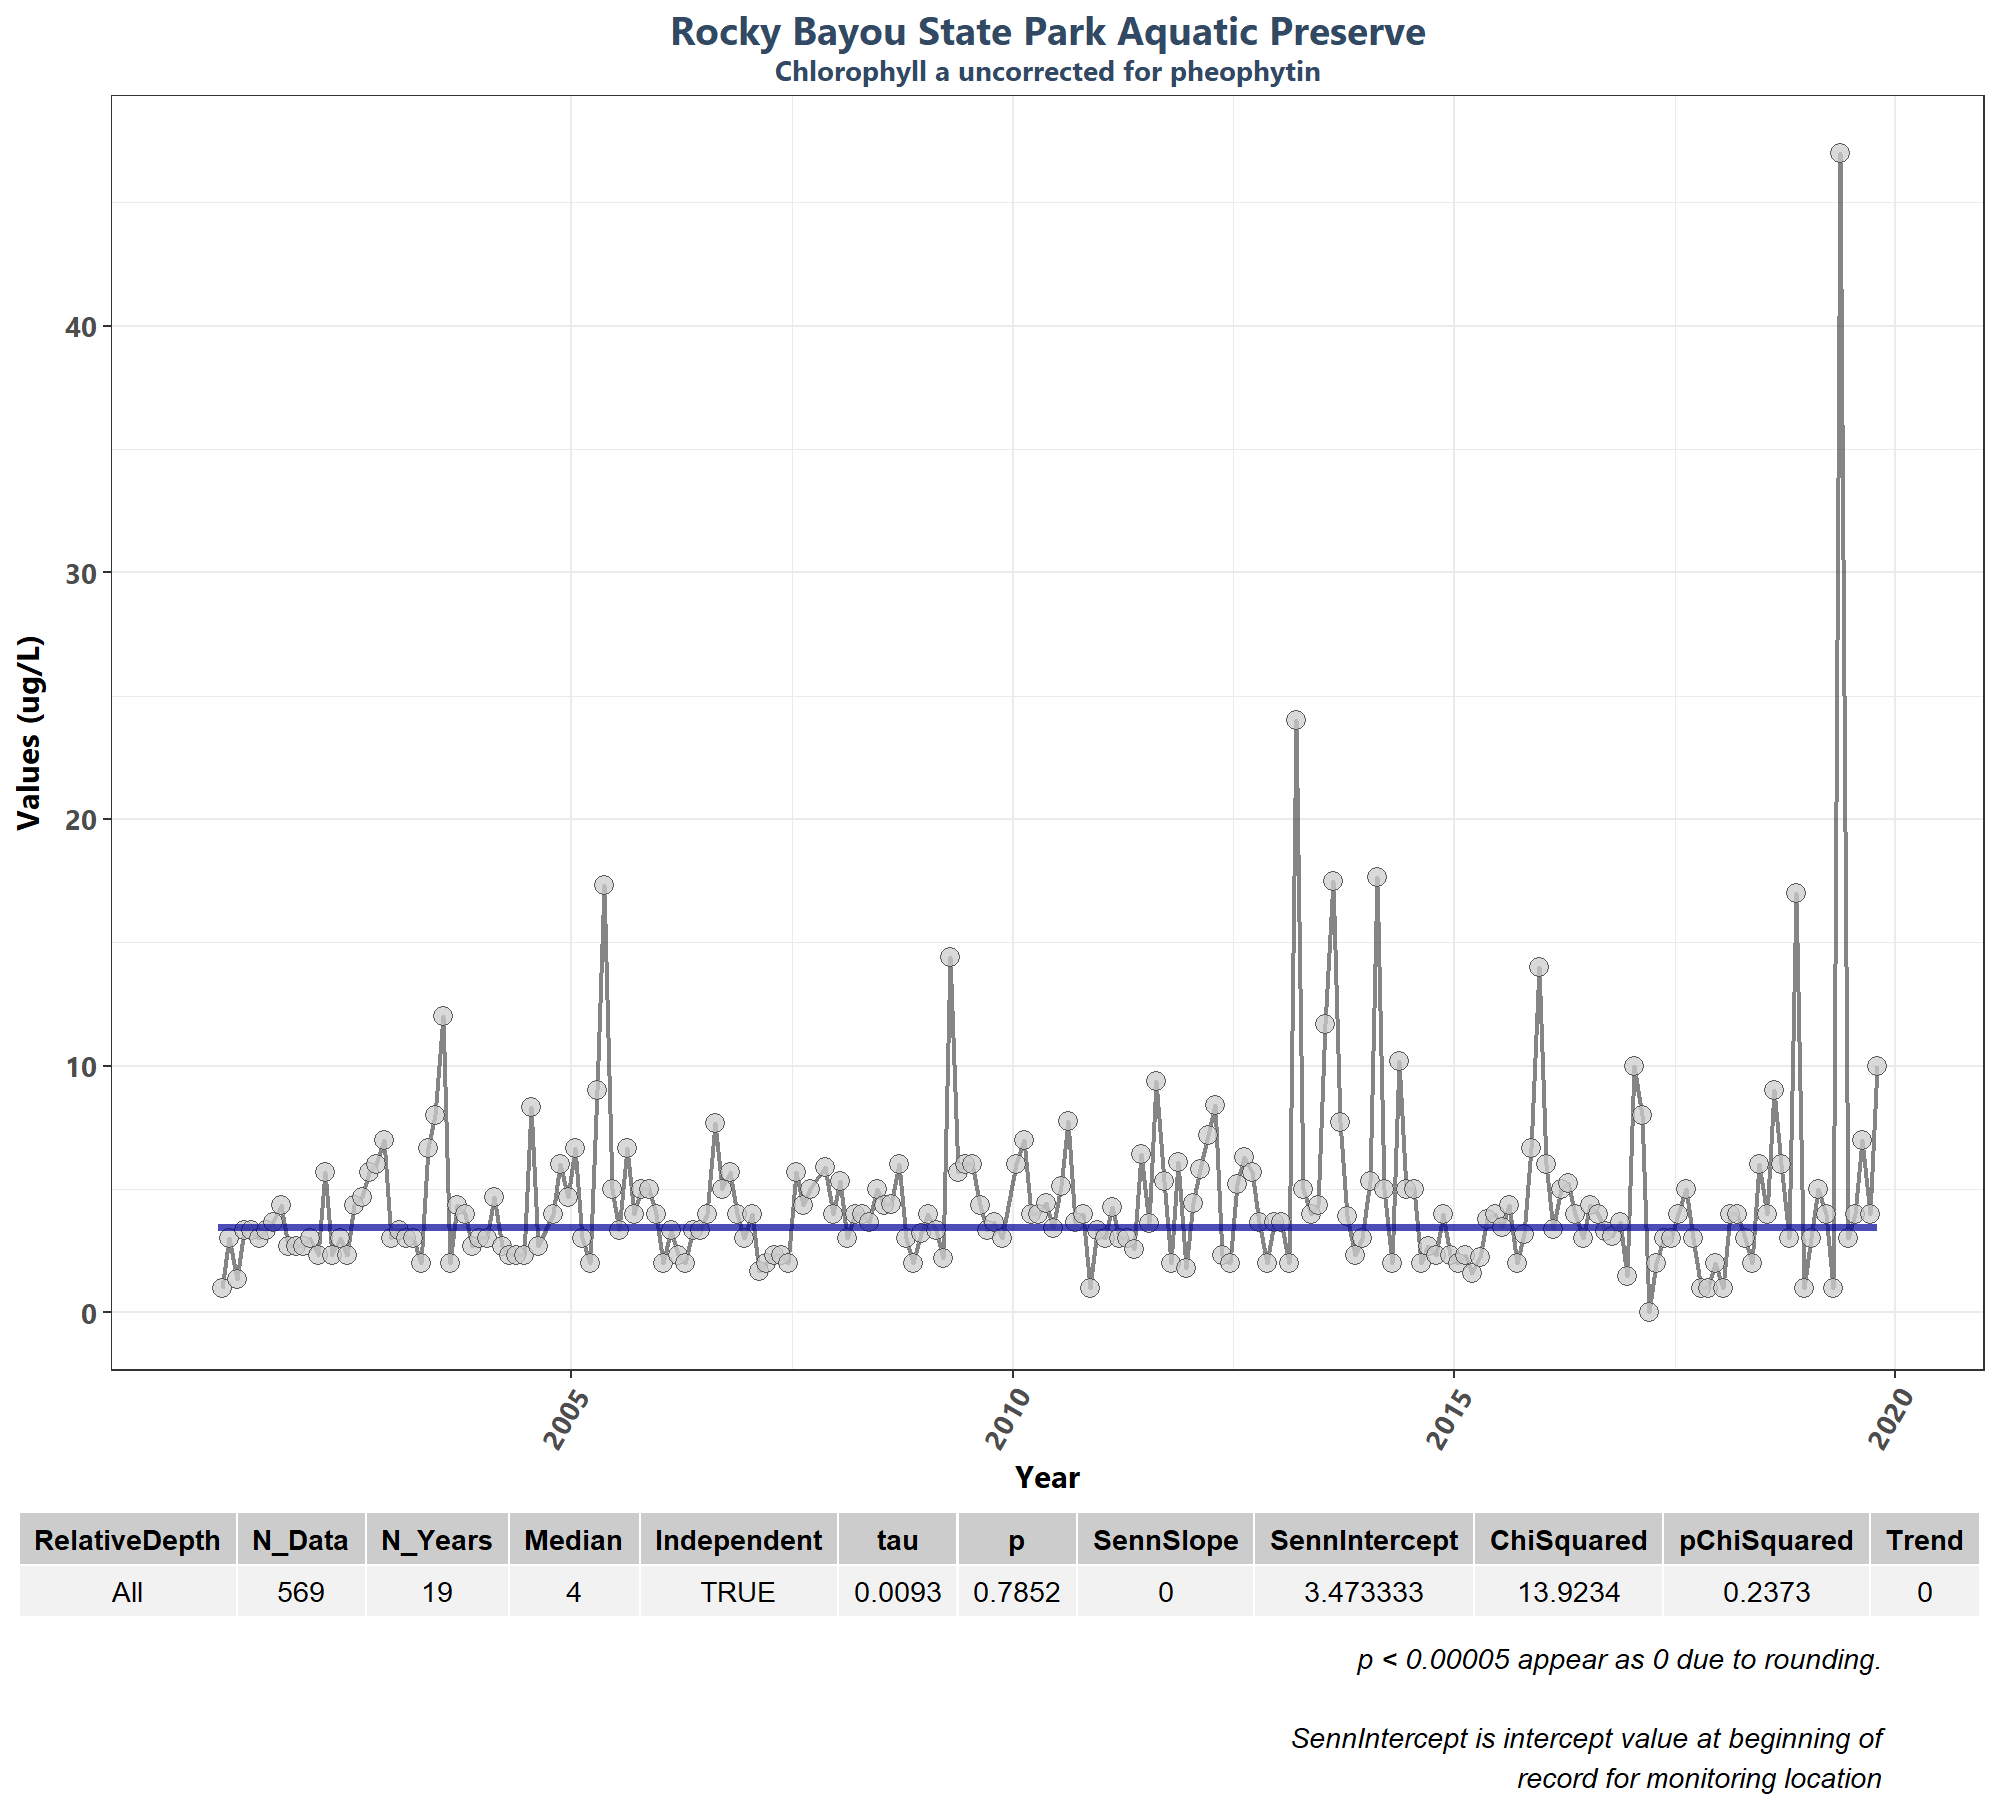 Rocky Bayou State Park Aquatic Preserve
Chlorophyll a uncorrected for pheophytin
Values (ug/L)
40
30
20
10
0
2005 2010 2015 2020
Year
RelativeDepth N_Data N_Years Median Independent tau p SennSlope SennIntercept ChiSquared pChiSquared Trend
All 569 19 4 TRUE 0.0093 0.7852 0 3.473333 13.9234 0.2373 0
p < 0.00005 appear as 0 due to rounding.
SennIntercept is intercept value at beginning of
record for monitoring location